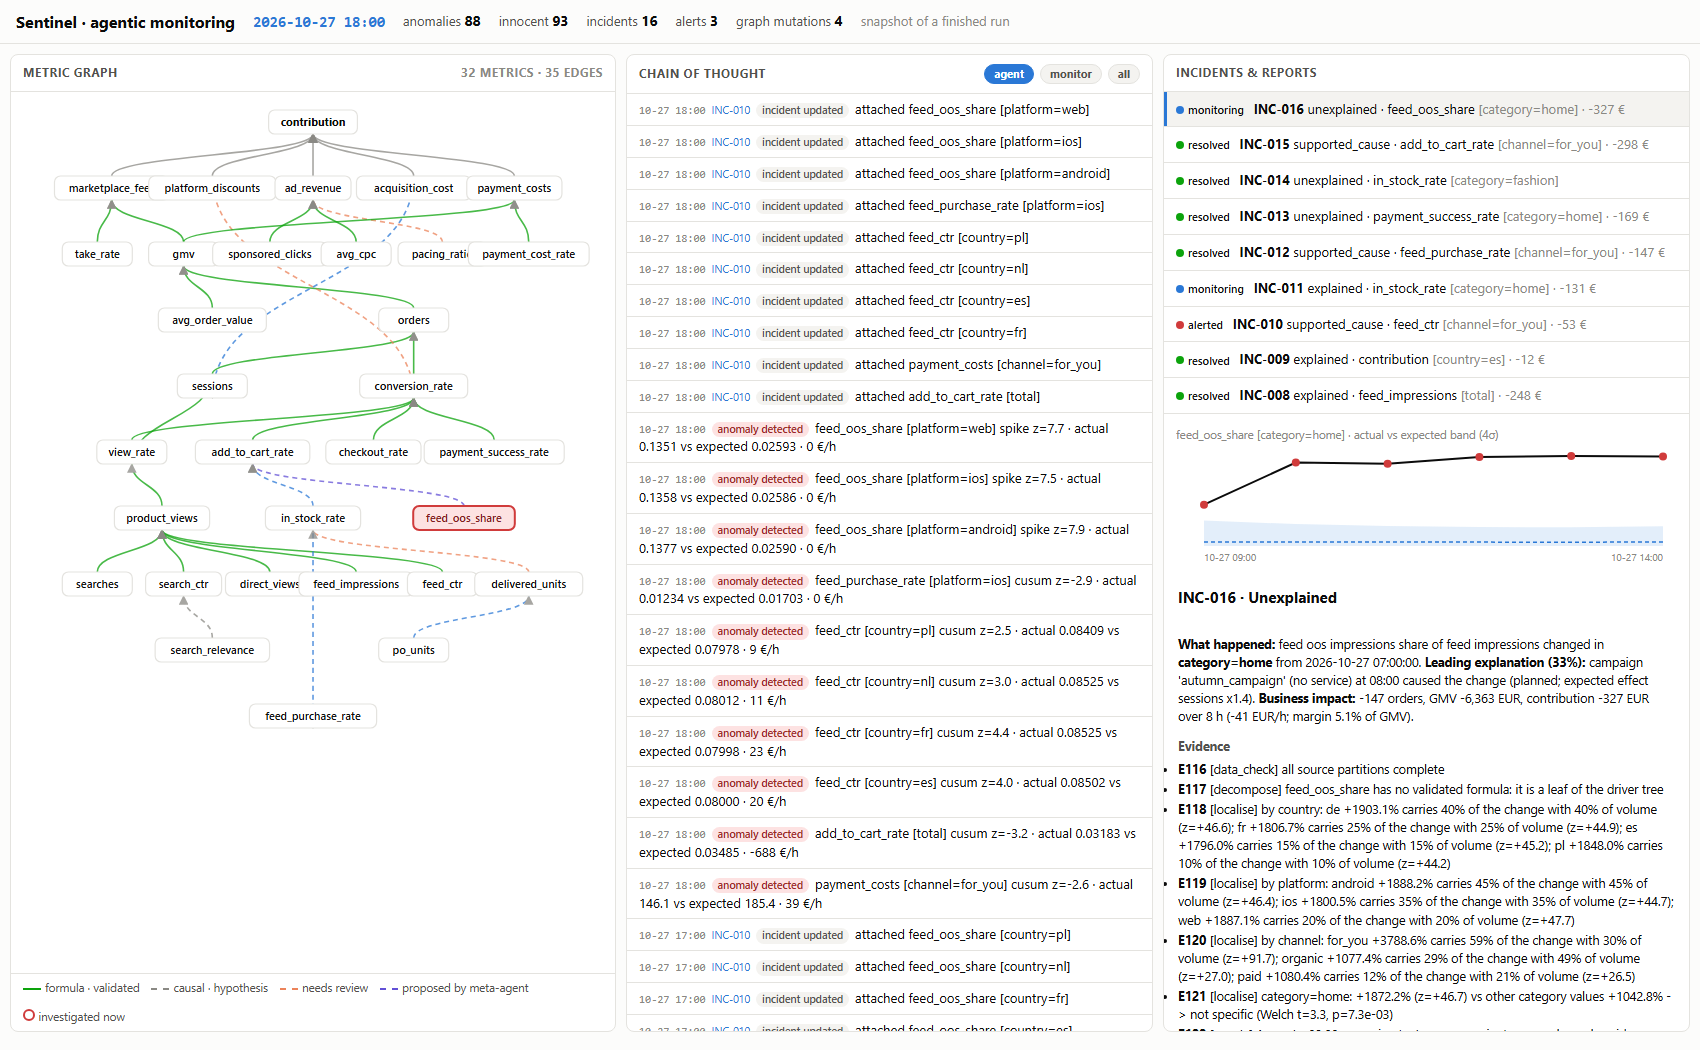 Sentinel · agentic monitoring
2026-10-27 18:00
anomalies 88
innocent 93
incidents 16
alerts 3
graph mutations 4
snapshot of a finished run
METRIC GRAPH
32 METRICS · 35 EDGES
contribution
marketplace_fee
platform_discounts
ad_revenue
acquisition_cost
payment_costs
take_rate
gmv
sponsored_clicks
avg_cpc
pacing_ratio
payment_cost_rate
avg_order_value
orders
sessions
conversion_rate
view_rate
add_to_cart_rate
checkout_rate
payment_success_rate
product_views
in_stock_rate
feed_oos_share
searches
search_ctr
direct_views
feed_impressions
feed_ctr
delivered_units
search_relevance
po_units
feed_purchase_rate
formula · validated
causal · hypothesis
needs review
proposed by meta-agent
investigated now
CHAIN OF THOUGHT
agent
monitor
all
10-27 18:00 INC-010 incident updated attached feed_oos_share [platform=web]
10-27 18:00 INC-010 incident updated attached feed_oos_share [platform=ios]
10-27 18:00 INC-010 incident updated attached feed_oos_share [platform=android]
10-27 18:00 INC-010 incident updated attached feed_purchase_rate [platform=ios]
10-27 18:00 INC-010 incident updated attached feed_ctr [country=pl]
10-27 18:00 INC-010 incident updated attached feed_ctr [country=nl]
10-27 18:00 INC-010 incident updated attached feed_ctr [country=es]
10-27 18:00 INC-010 incident updated attached feed_ctr [country=fr]
10-27 18:00 INC-010 incident updated attached payment_costs [channel=for_you]
10-27 18:00 INC-010 incident updated attached add_to_cart_rate [total]
10-27 18:00 anomaly detected feed_oos_share [platform=web] spike z=7.7 · actual
0.1351 vs expected 0.02593 · 0 €/h
10-27 18:00 anomaly detected feed_oos_share [platform=ios] spike z=7.5 · actual
0.1358 vs expected 0.02586 · 0 €/h
10-27 18:00 anomaly detected feed_oos_share [platform=android] spike z=7.9 · actual
0.1377 vs expected 0.02590 · 0 €/h
10-27 18:00 anomaly detected feed_purchase_rate [platform=ios] cusum z=-2.9 · actual
0.01234 vs expected 0.01703 · 0 €/h
10-27 18:00 anomaly detected feed_ctr [country=pl] cusum z=2.5 · actual 0.08409 vs
expected 0.07978 · 9 €/h
10-27 18:00 anomaly detected feed_ctr [country=nl] cusum z=3.0 · actual 0.08525 vs
expected 0.08012 · 11 €/h
10-27 18:00 anomaly detected feed_ctr [country=fr] cusum z=4.4 · actual 0.08525 vs
expected 0.07998 · 23 €/h
10-27 18:00 anomaly detected feed_ctr [country=es] cusum z=4.0 · actual 0.08502 vs
expected 0.08000 · 20 €/h
10-27 18:00 anomaly detected add_to_cart_rate [total] cusum z=-3.2 · actual 0.03183 vs
expected 0.03485 · -688 €/h
10-27 18:00 anomaly detected payment_costs [channel=for_you] cusum z=-2.6 · actual
146.1 vs expected 185.4 · 39 €/h
10-27 17:00 INC-010 incident updated attached feed_oos_share [country=pl]
10-27 17:00 INC-010 incident updated attached feed_oos_share [country=nl]
10-27 17:00 INC-010 incident updated attached feed_oos_share [country=fr]
10-27 17:00 INC-010 incident updated attached feed_oos_share [country=es]
INCIDENTS & REPORTS
monitoring INC-016 unexplained · feed_oos_share [category=home] · -327 €
resolved INC-015 supported_cause · add_to_cart_rate [channel=for_you] · -298 €
resolved INC-014 unexplained · in_stock_rate [category=fashion]
resolved INC-013 unexplained · payment_success_rate [category=home] · -169 €
resolved INC-012 supported_cause · feed_purchase_rate [channel=for_you] · -147 €
monitoring INC-011 explained · in_stock_rate [category=home] · -131 €
alerted INC-010 supported_cause · feed_ctr [channel=for_you] · -53 €
resolved INC-009 explained · contribution [country=es] · -12 €
resolved INC-008 explained · feed_impressions [total] · -248 €
feed_oos_share [category=home] · actual vs expected band (4σ)
10-27 09:00
10-27 14:00
INC-016 · Unexplained
What happened: feed oos impressions share of feed impressions changed in
category=home from 2026-10-27 07:00:00. Leading explanation (33%): campaign
'autumn_campaign' (no service) at 08:00 caused the change (planned; expected effect
sessions x1.4). Business impact: -147 orders, GMV -6,363 EUR, contribution -327 EUR
over 8 h (-41 EUR/h; margin 5.1% of GMV).
Evidence
E116 [data_check] all source partitions complete
E117 [decompose] feed_oos_share has no validated formula: it is a leaf of the driver tree
E118 [localise] by country: de +1903.1% carries 40% of the change with 40% of volume
(z=+46.6); fr +1806.7% carries 25% of the change with 25% of volume (z=+44.9); es
+1796.0% carries 15% of the change with 15% of volume (z=+45.2); pl +1848.0% carries
10% of the change with 10% of volume (z=+44.2)
E119 [localise] by platform: android +1888.2% carries 45% of the change with 45% of
volume (z=+46.4); ios +1800.5% carries 35% of the change with 35% of volume (z=+44.7);
web +1887.1% carries 20% of the change with 20% of volume (z=+47.7)
E120 [localise] by channel: for_you +3788.6% carries 59% of the change with 30% of
volume (z=+91.7); organic +1077.4% carries 29% of the change with 49% of volume
(z=+27.0); paid +1080.4% carries 12% of the change with 21% of volume (z=+26.5)
E121 [localise] category=home: +1872.2% (z=+46.7) vs other category values +1042.8% -
> not specific (Welch t=3.3, p=7.3e-03)